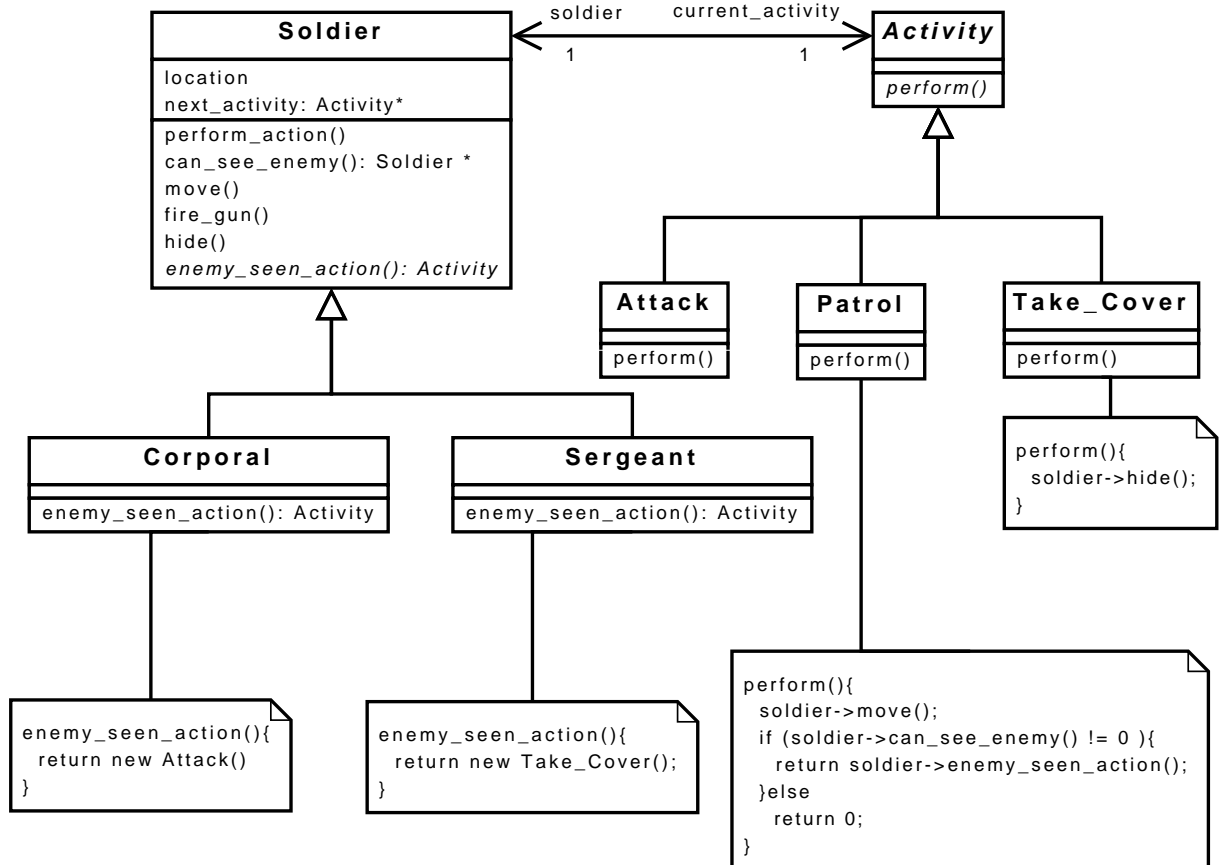 Soldier
location
next_activity: Activity*
perform_action()
can_see_enemy(): Soldier *
move()
fire_gun()
hide()
enemy_seen_action(): Activity
soldier
current_activity
1
1
Activity
perform()
Attack
perform()
Patrol
perform()
Take_Cover
perform()
perform(){
soldier->hide();
}
Corporal
enemy_seen_action(): Activity
Sergeant
enemy_seen_action(): Activity
enemy_seen_action(){
return new Attack()
}
enemy_seen_action(){
return new Take_Cover();
}
perform(){
soldier->move();
if (soldier->can_see_enemy() != 0 ){
return soldier->enemy_seen_action();
}else
return 0;
}